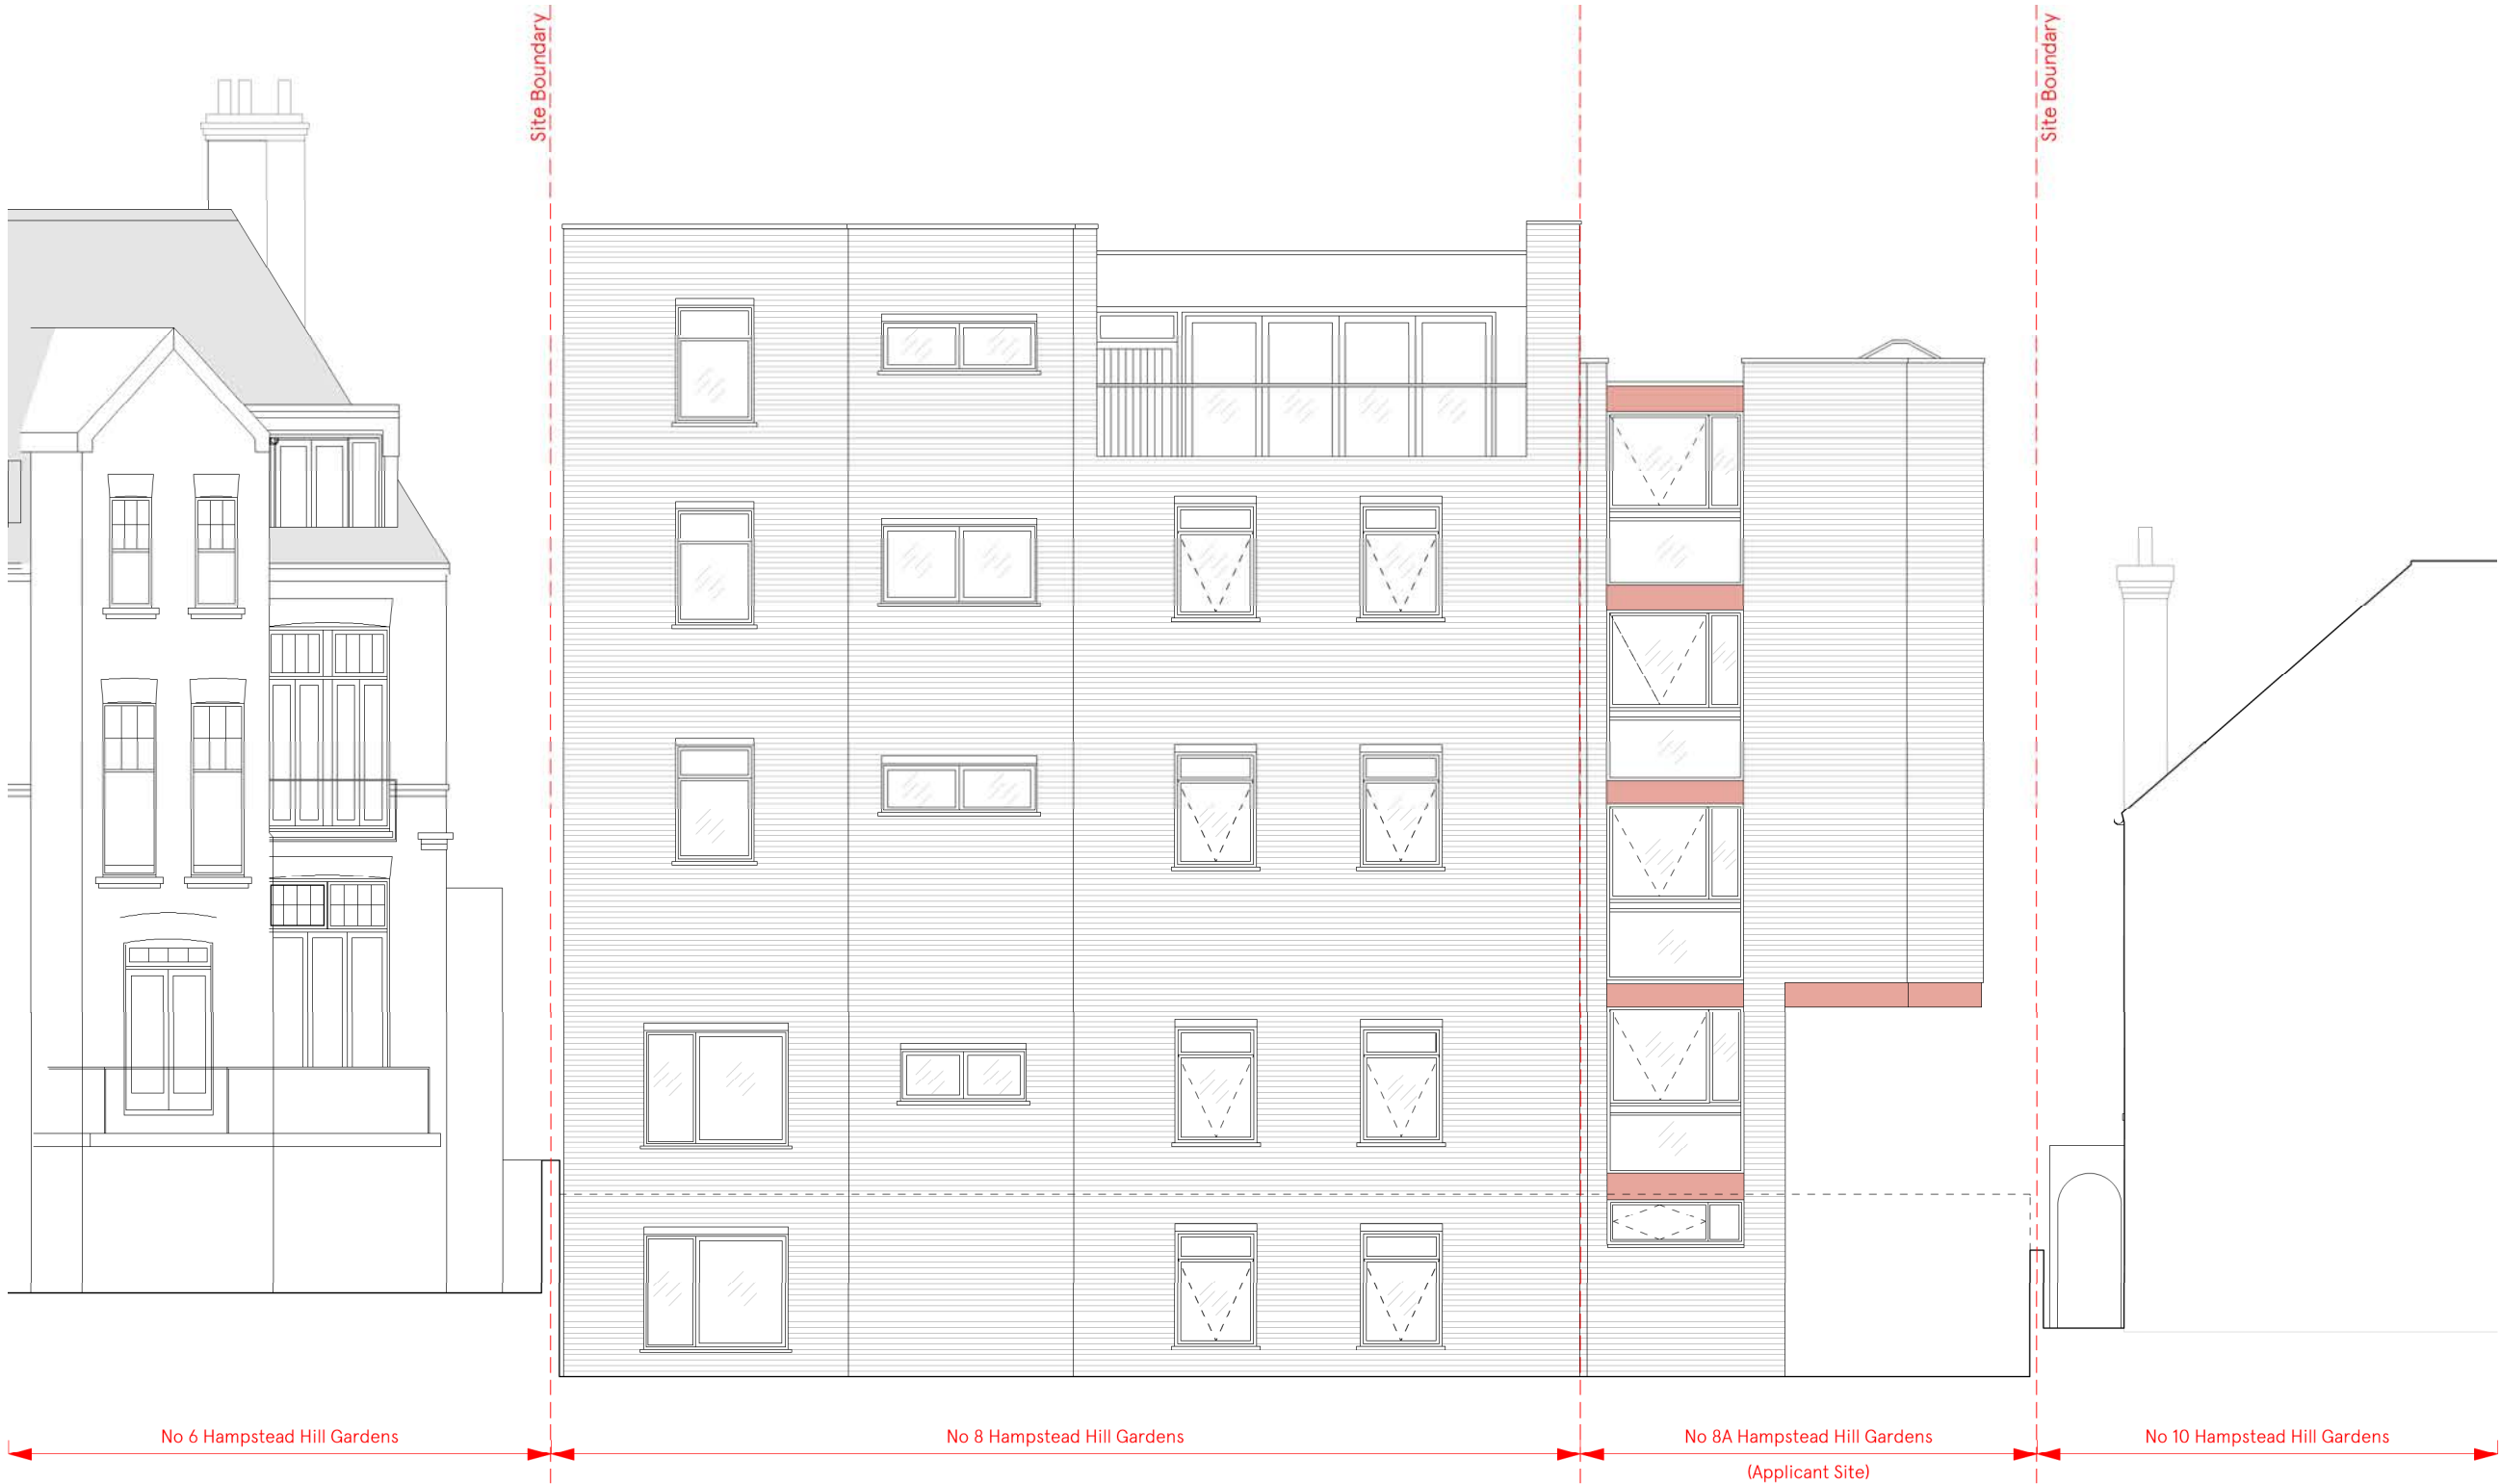 Site Boundary
Site Boundary
No 6 Hampstead Hill Gardens
No 8 Hampstead Hill Gardens
No 8A Hampstead Hill Gardens
(Applicant Site)
No 10 Hampstead Hill Gardens